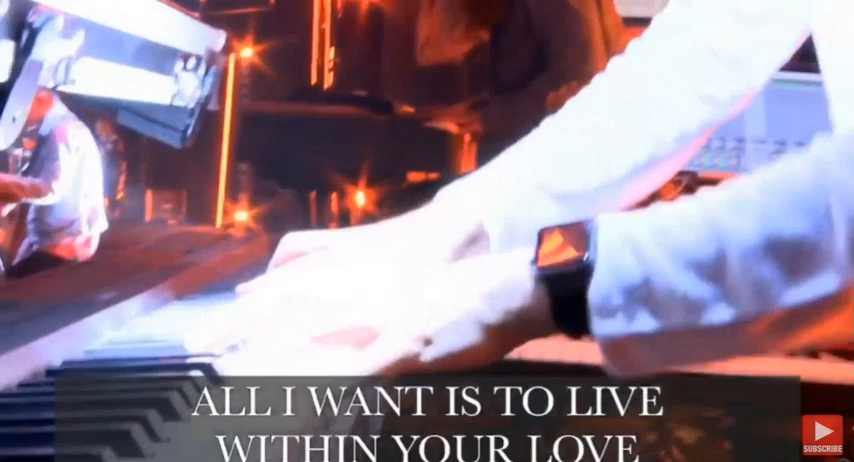 ALL I WANT IS TO LIVE
WITHIN YOUR LOVE
SUBSCRIBE